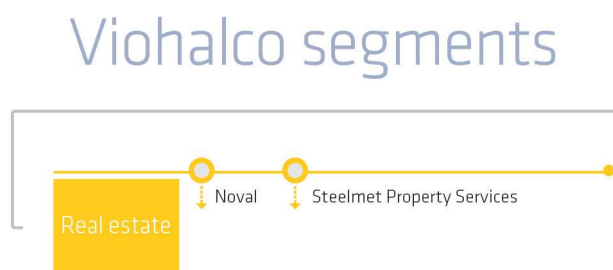 Viohalco segments
Noval
Steelmet Property Services
Real estate